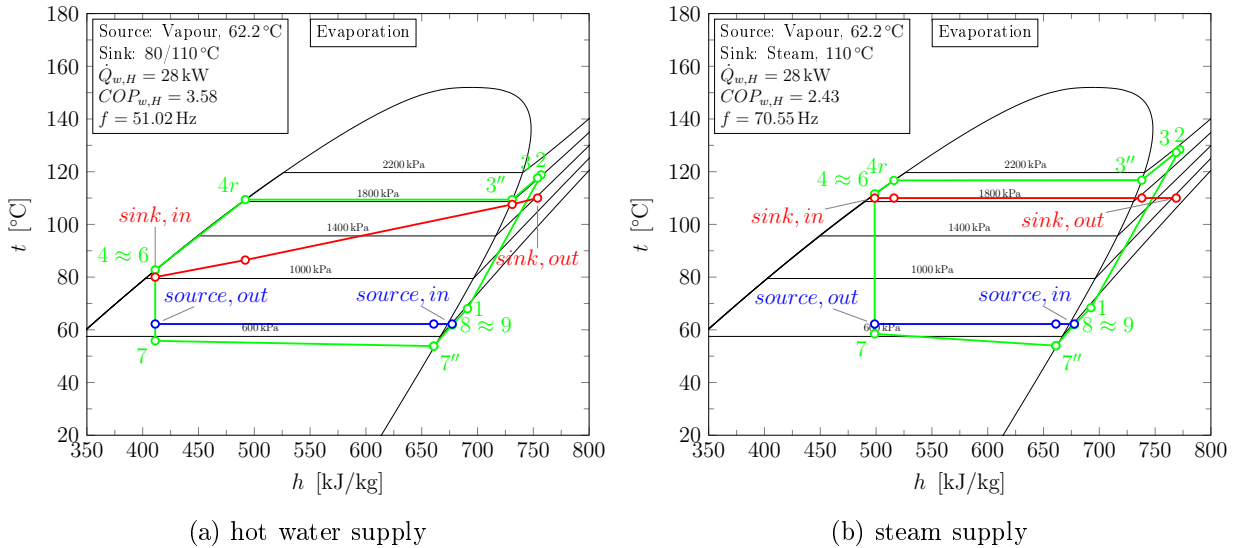 Source: Vapour, 62.2 °C
Sink: 80/110 °C
Q̇w,H = 28 kW
COPw,H = 3.58
f = 51.02 Hz
Evaporation
180
160
140
120
100
80
60
40
20
t [°C]
2200 kPa
1800 kPa
1400 kPa
1000 kPa
600 kPa
3 2
4r
3″
sink, in
4 ≈ 6
sink, out
source, out
source, in
1
8 ≈ 9
7
7″
350 400 450 500 550 600 650 700 750 800
h [kJ/kg]
(a) hot water supply
Source: Vapour, 62.2 °C
Sink: Steam, 110 °C
Q̇w,H = 28 kW
COPw,H = 2.43
f = 70.55 Hz
Evaporation
180
160
140
120
100
80
60
40
20
t [°C]
2200 kPa
1800 kPa
1400 kPa
1000 kPa
3 2
4r
4 ≈ 6
3″
sink, in
sink, out
source, out
source, in
1
8 ≈ 9
7
7″
350 400 450 500 550 600 650 700 750 800
h [kJ/kg]
(b) steam supply